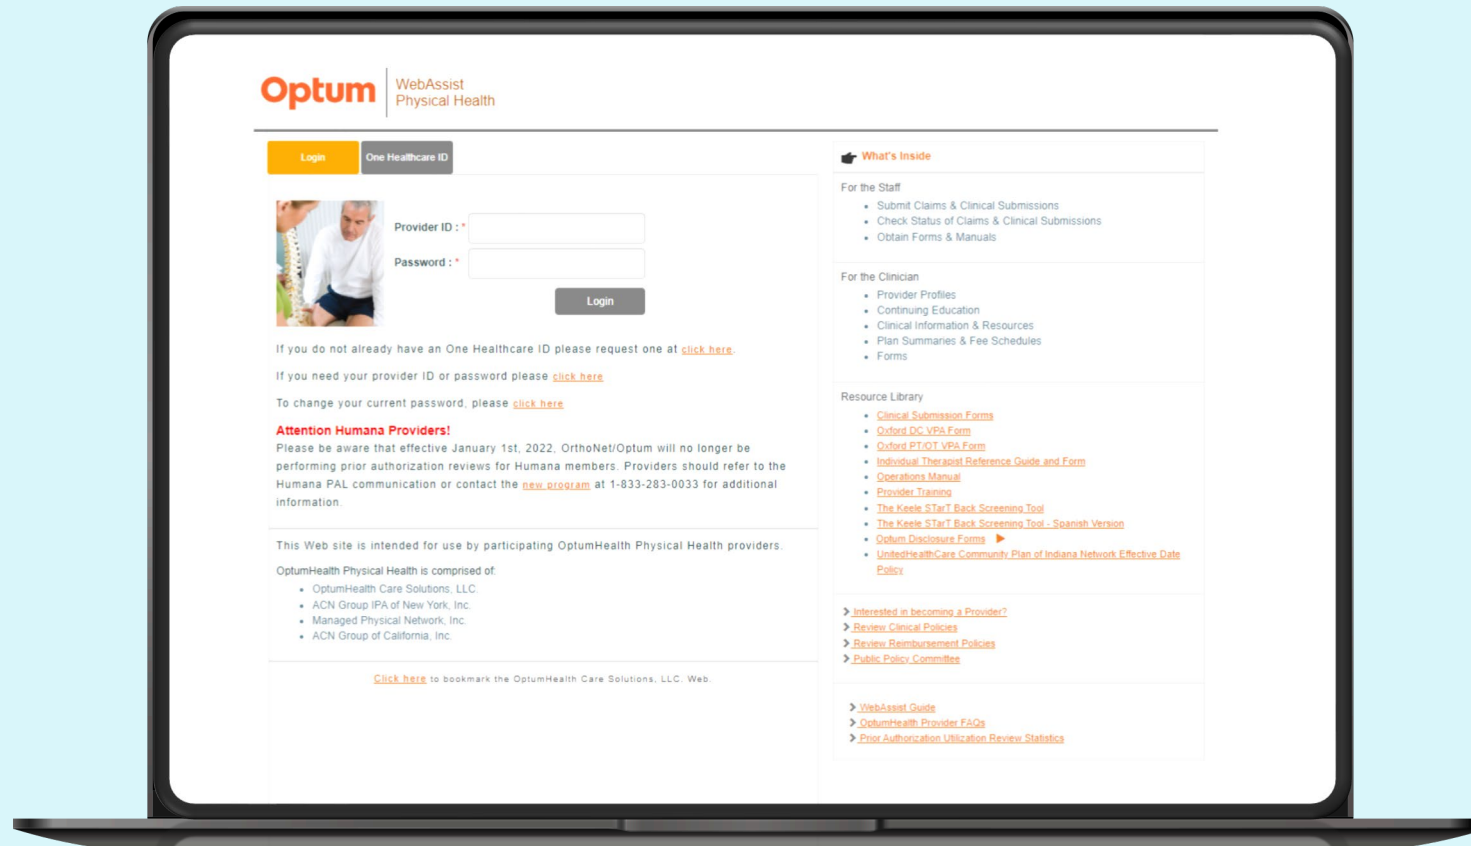 Optum
WebAssist
Physical Health
Login
One Healthcare ID
Provider ID : *
Password : *
Login
If you do not already have an One Healthcare ID please request one at click here.
If you need your provider ID or password please click here
To change your current password, please click here
Attention Humana Providers!
Please be aware that effective January 1st, 2022, OrthoNet/Optum will no longer be
performing prior authorization reviews for Humana members. Providers should refer to the
Humana PAL communication or contact the new program at 1-833-283-0033 for additional
information.
This Web site is intended for use by participating OptumHealth Physical Health providers.
OptumHealth Physical Health is comprised of:
• OptumHealth Care Solutions, LLC.
• ACN Group IPA of New York, Inc.
• Managed Physical Network, Inc.
• ACN Group of California, Inc.
Click here to bookmark the OptumHealth Care Solutions, LLC. Web.
What's Inside
For the Staff
• Submit Claims & Clinical Submissions
• Check Status of Claims & Clinical Submissions
• Obtain Forms & Manuals
For the Clinician
• Provider Profiles
• Continuing Education
• Clinical Information & Resources
• Plan Summaries & Fee Schedules
• Forms
Resource Library
• Clinical Submission Forms
• Oxford DC VPA Form
• Oxford PT/OT VPA Form
• Individual Therapist Reference Guide and Form
• Operations Manual
• Provider Training
• The Keele STarT Back Screening Tool
• The Keele STarT Back Screening Tool - Spanish Version
• Optum Disclosure Forms
• UnitedHealthCare Community Plan of Indiana Network Effective Date
Policy
Interested in becoming a Provider?
Review Clinical Policies
Review Reimbursement Policies
Public Policy Committee
WebAssist Guide
OptumHealth Provider FAQs
Prior Authorization Utilization Review Statistics